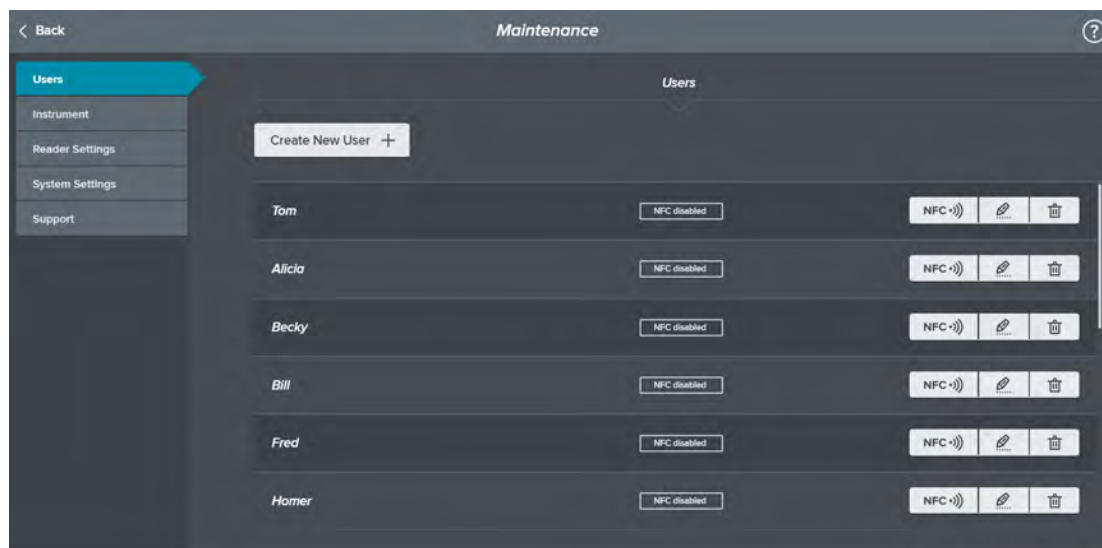 Back
Maintenance
?
Users
Instrument
Reader Settings
System Settings
Support
Users
Create New User +
Tom NFC disabled NFC
Alicia NFC disabled NFC
Becky NFC disabled NFC
Bill NFC disabled NFC
Fred NFC disabled NFC
Homer NFC disabled NFC